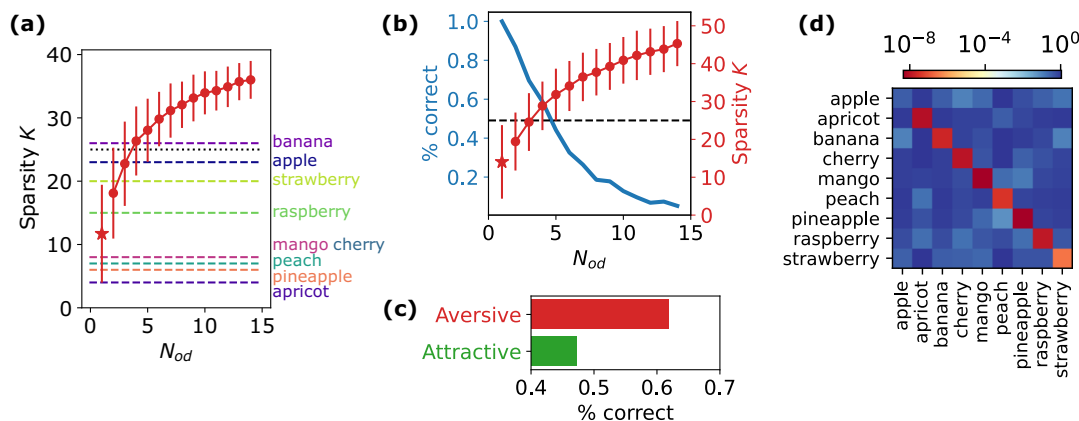 (a)
40
30
20
10
0
Sparsity K
0 5 10 15
N_od
banana
apple
strawberry
raspberry
mango cherry
peach
pineapple
apricot
(b)
1.0
0.8
0.6
0.4
0.2
% correct
50
40
30
20
10
0
Sparsity K
0 5 10 15
N_od
(c)
Aversive
Attractive
0.4 0.5 0.6 0.7
% correct
(d)
10^-8 10^-4 10^0
apple
apricot
banana
cherry
mango
peach
pineapple
raspberry
strawberry
apple
apricot
banana
cherry
mango
peach
pineapple
raspberry
strawberry